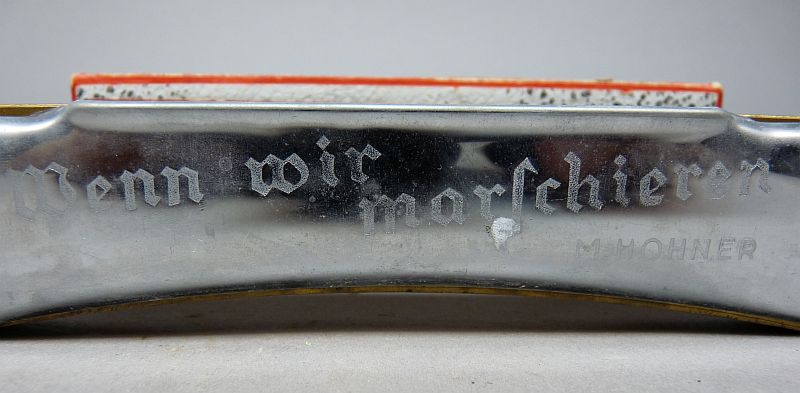 Wenn wir marſchieren
M. HOHNER